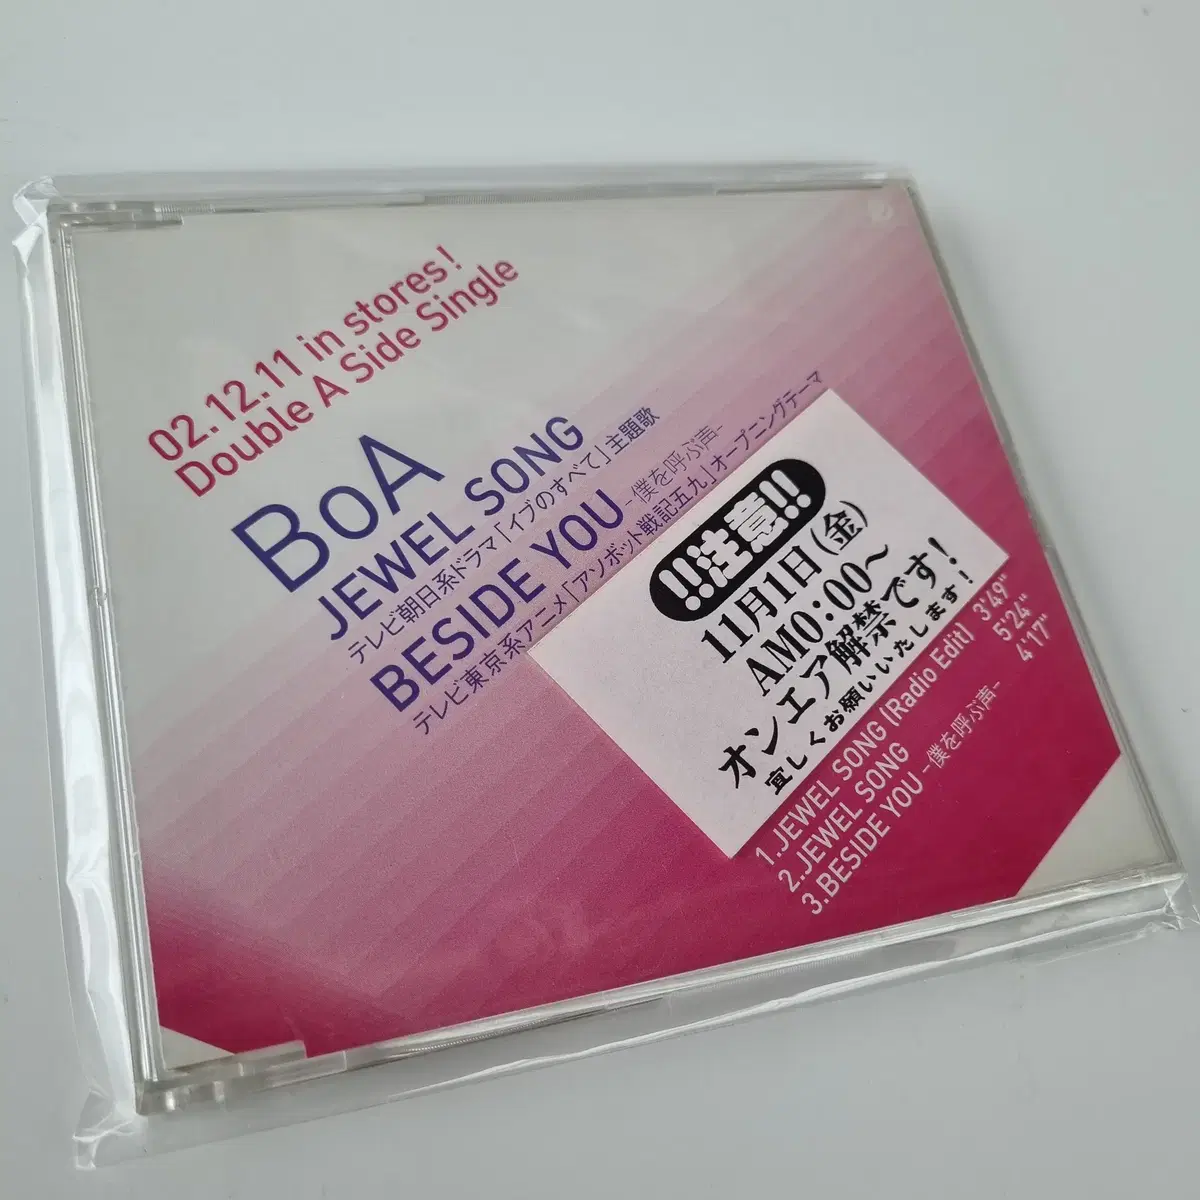 02.12.11 in stores!
Double A Side Single
BoA
JEWEL SONG
テレビ朝日系ドラマ「イブのすべて」主題歌
BESIDE YOU -僕を呼ぶ声-
テレビ東京系アニメ「アソボット戦記五九」オープニングテーマ
!!注意!!
11月1日(金)
AM0:00~
オンエア解禁です!
宜しくお願いいたします!
1.JEWEL SONG (Radio Edit) 3'49"
2.JEWEL SONG 5'24"
3.BESIDE YOU -僕を呼ぶ声- 4'17"